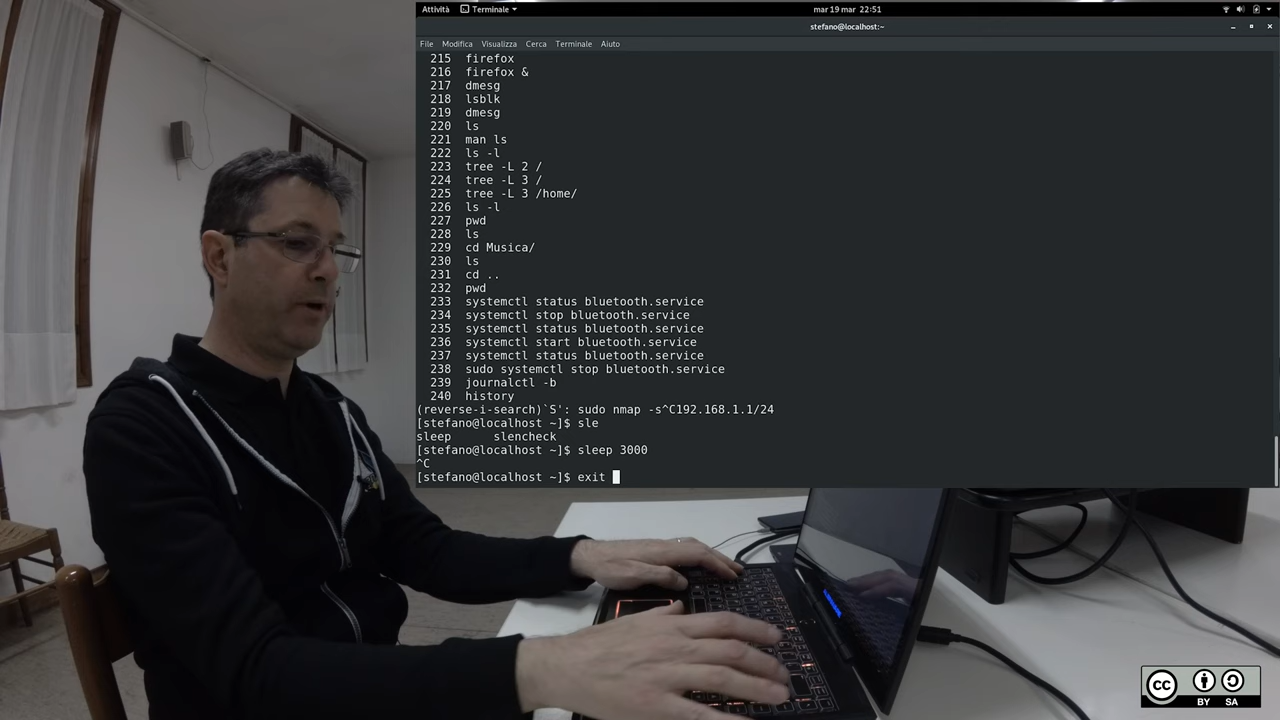 Attività Terminale mar 19 mar 22:51
stefano@localhost:~
File Modifica Visualizza Cerca Terminale Aiuto
215 firefox
216 firefox &
217 dmesg
218 lsblk
219 dmesg
220 ls
221 man ls
222 ls -l
223 tree -L 2 /
224 tree -L 3 /
225 tree -L 3 /home/
226 ls -l
227 pwd
228 ls
229 cd Musica/
230 ls
231 cd ..
232 pwd
233 systemctl status bluetooth.service
234 systemctl stop bluetooth.service
235 systemctl status bluetooth.service
236 systemctl start bluetooth.service
237 systemctl status bluetooth.service
238 sudo systemctl stop bluetooth.service
239 journalctl -b
240 history
(reverse-i-search)`S': sudo nmap -s^C192.168.1.1/24
[stefano@localhost ~]$ sle
sleep slencheck
[stefano@localhost ~]$ sleep 3000
^C
[stefano@localhost ~]$ exit
cc
BY SA